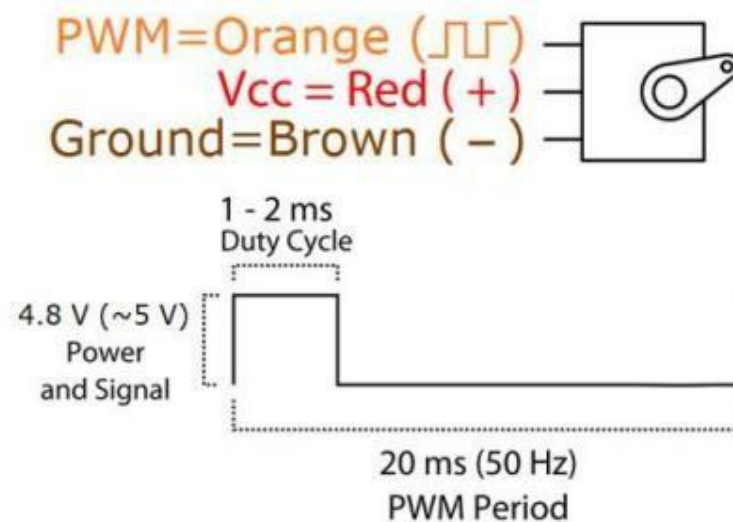 PWM=Orange (⎍⎍)
Vcc = Red ( + )
Ground=Brown ( − )
1 - 2 ms
Duty Cycle
4.8 V (~5 V)
Power
and Signal
20 ms (50 Hz)
PWM Period